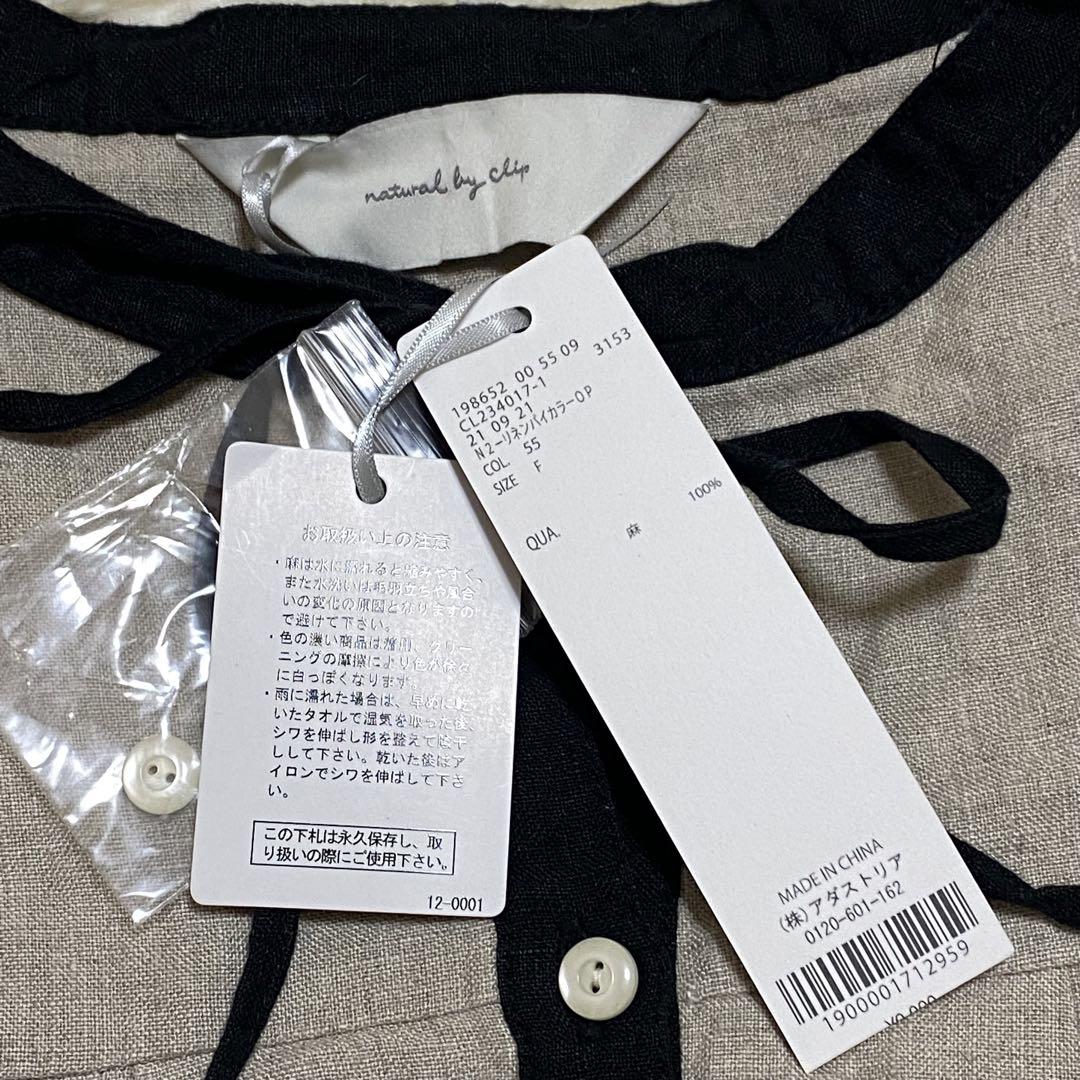 natural by clip
198652 00 55 09 3153
CL234017-1
21 09 21
N2-リネンバイカラーOP
COL. 55
SIZE F
QUA. 麻 100%
MADE IN CHINA
(株)アダストリア
0120-601-162
1900001712959
お取扱い上の注意
・麻は水に濡れると縮みやすく、
また水洗いは毛羽立ちや風合
いの変化の原因となりますの
で避けて下さい。
・色の濃い商品は着用、クリー
ニングの摩擦により色が徐々
に白っぽくなります。
・雨に濡れた場合は、早めに乾
いたタオルで湿気を取った後、
シワを伸ばし形を整えて陰干
しして下さい。乾いた後はア
イロンでシワを伸ばして下さ
い。
この下札は永久保存し、取
り扱いの際にご使用下さい。
12-0001